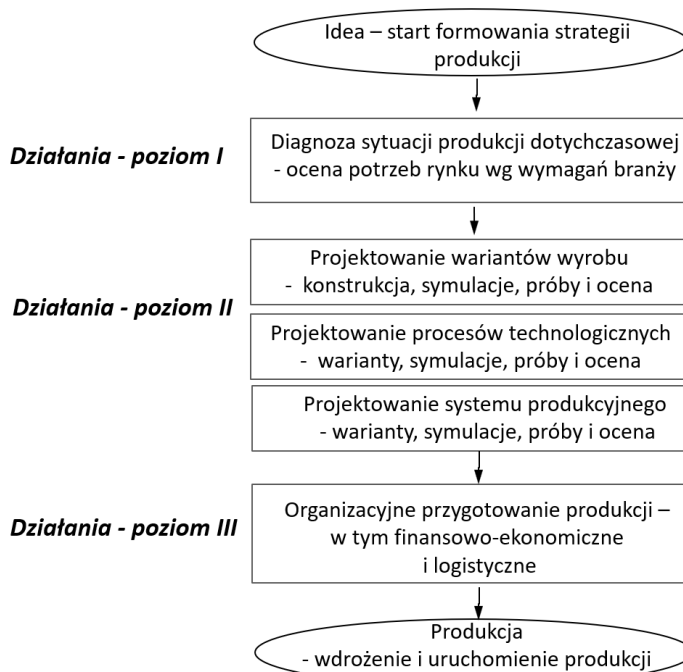 Idea – start formowania strategii
produkcji
Działania - poziom I
Diagnoza sytuacji produkcji dotychczasowej
- ocena potrzeb rynku wg wymagań branży
Działania - poziom II
Projektowanie wariantów wyrobu
- konstrukcja, symulacje, próby i ocena
Projektowanie procesów technologicznych
- warianty, symulacje, próby i ocena
Projektowanie systemu produkcyjnego
- warianty, symulacje, próby i ocena
Działania - poziom III
Organizacyjne przygotowanie produkcji –
w tym finansowo-ekonomiczne
i logistyczne
Produkcja
- wdrożenie i uruchomienie produkcji